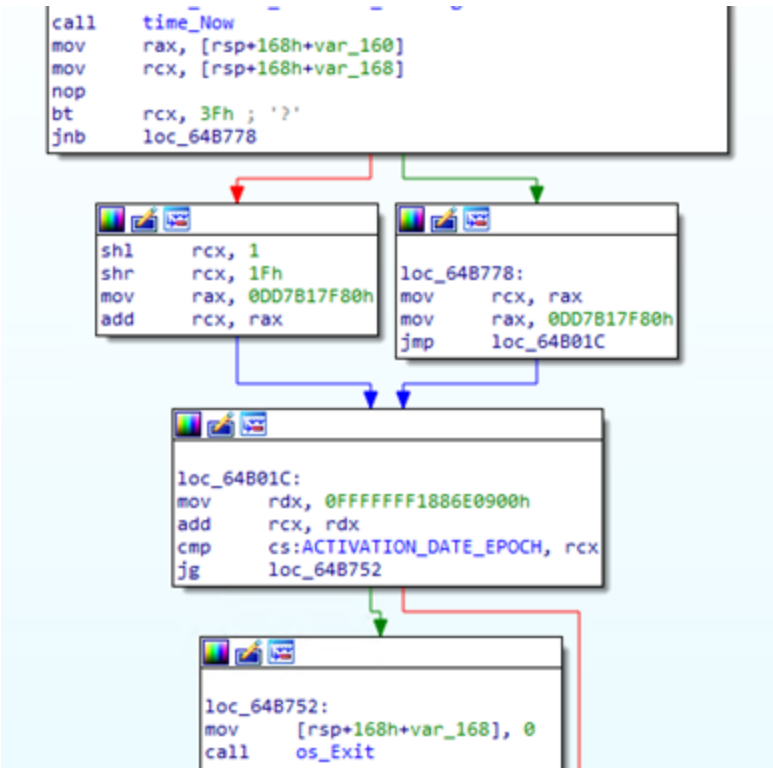 call time_Now
mov rax, [rsp+168h+var_160]
mov rcx, [rsp+168h+var_168]
nop
bt rcx, 3Fh ; '?'
jnb loc_64B778
shl rcx, 1
shr rcx, 1Fh
mov rax, 0DD7B17F80h
add rcx, rax
loc_64B778:
mov rcx, rax
mov rax, 0DD7B17F80h
jmp loc_64B01C
loc_64B01C:
mov rdx, 0FFFFFFF1886E0900h
add rcx, rdx
cmp cs:ACTIVATION_DATE_EPOCH, rcx
jg loc_64B752
loc_64B752:
mov [rsp+168h+var_168], 0
call os_Exit